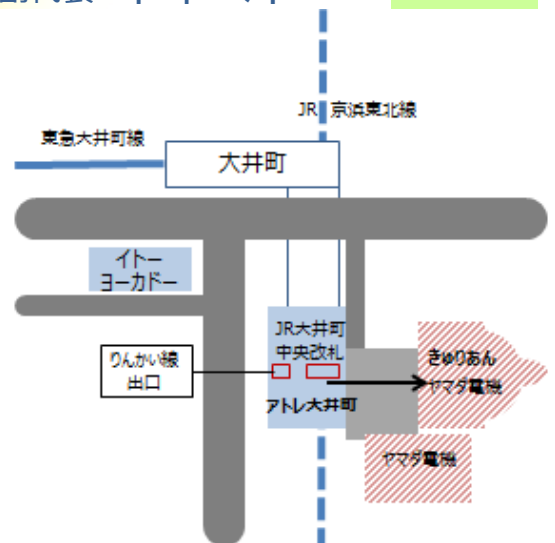 JR 京浜東北線
東急大井町線
大井町
イトー
ヨーカドー
JR大井町
中央改札
りんかい線
出口
きゅりあん
ヤマダ電機
アトレ大井町
ヤマダ電機